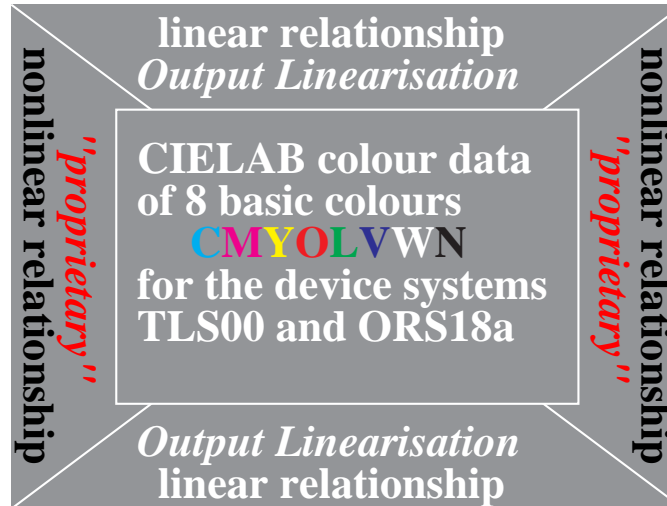 linear relationship
Output Linearisation
nonlinear relationship
"proprietary"
CIELAB colour data
of 8 basic colours
CMYOLVWN
for the device systems
TLS00 and ORS18a
"proprietary"
nonlinear relationship
Output Linearisation
linear relationship